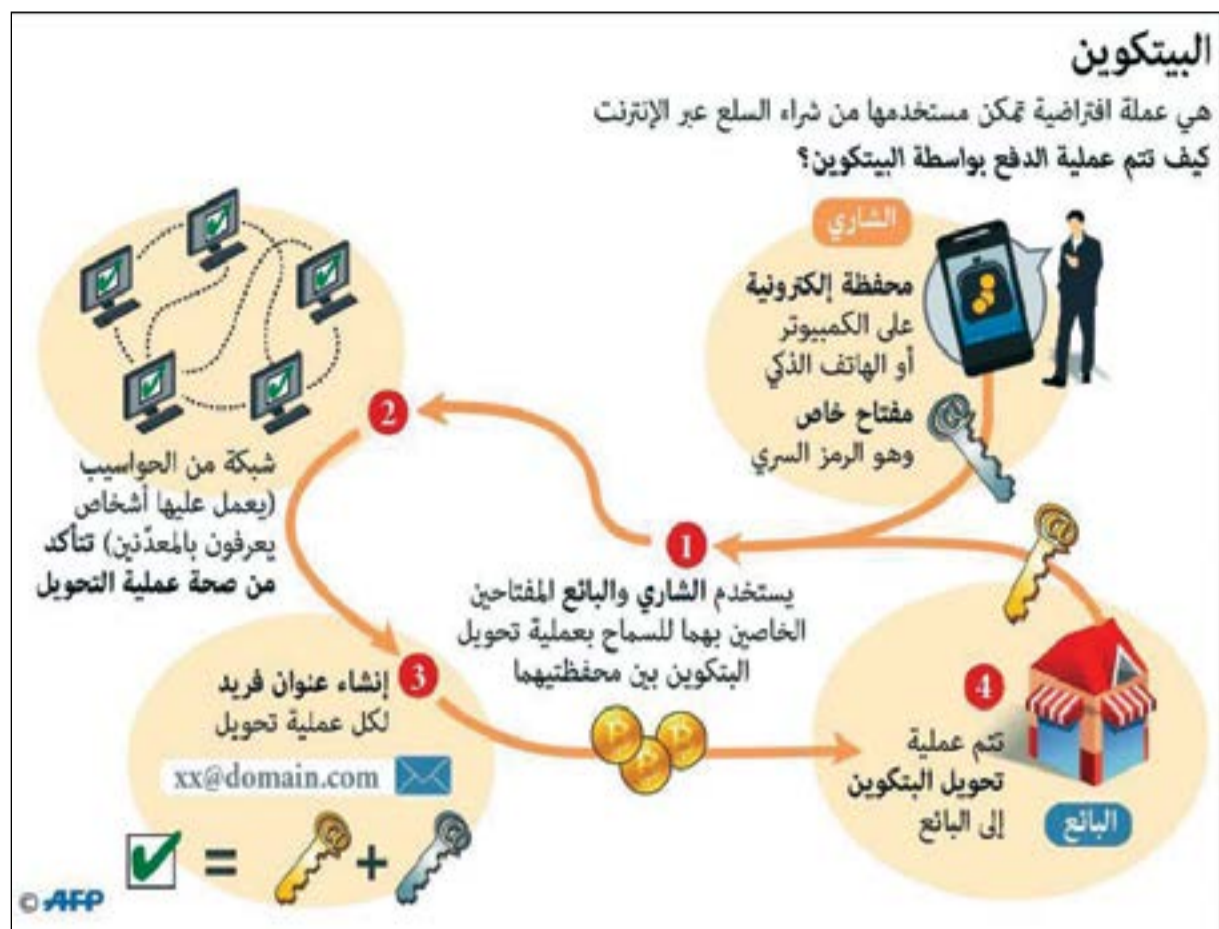 البيتكوين
هي عملة افتراضية تمكن مستخدمها من شراء السلع عبر الإنترنت
كيف تتم عملية الدفع بواسطة البيتكوين؟
الشاري
محفظة إلكترونية
على الكمبيوتر
أو الهاتف الذكي
مفتاح خاص
وهو الرمز السري
1
يستخدم الشاري والبائع المفتاحين
الخاصين بهما للسماح بعملية تحويل
البتكوين بين محفظتيهما
2
شبكة من الحواسيب
(يعمل عليها أشخاص
يعرفون بالمعدّنين) تتأكد
من صحة عملية التحويل
3
إنشاء عنوان فريد
لكل عملية تحويل
xx@domain.com
+ =
4
تتم عملية
تحويل البتكوين
إلى البائع
البائع
© AFP